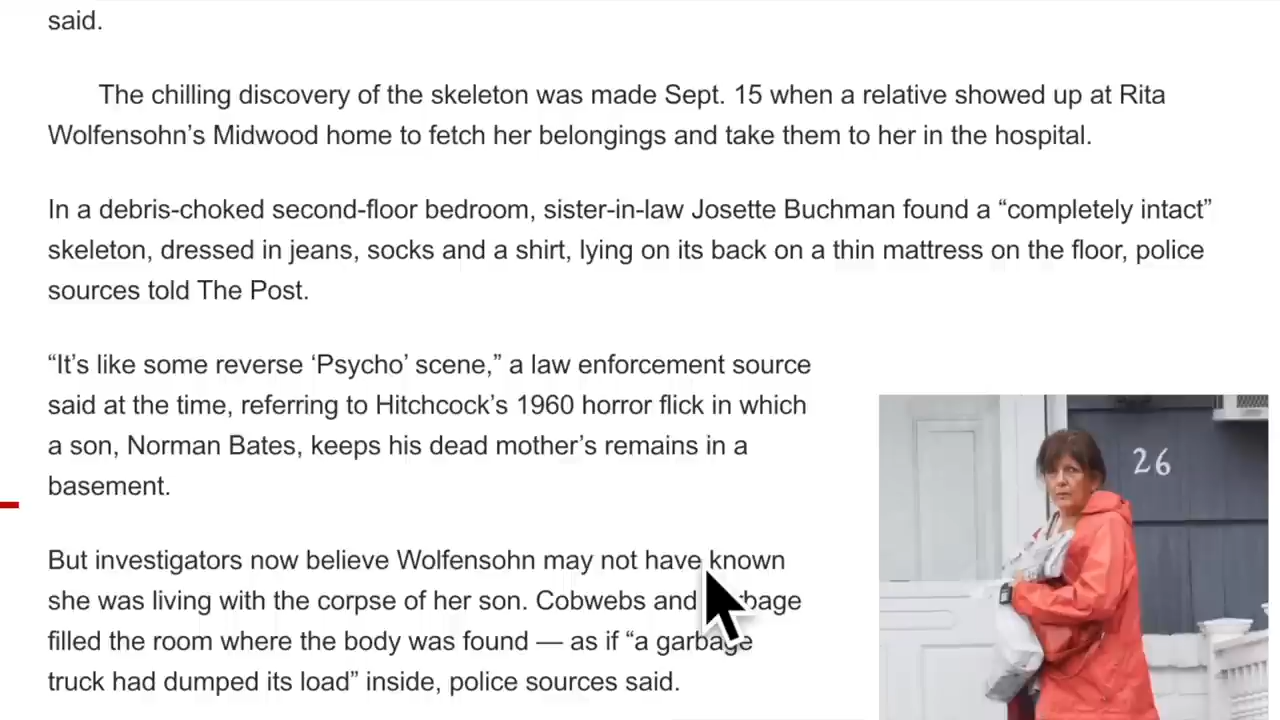 said.
The chilling discovery of the skeleton was made Sept. 15 when a relative showed up at Rita
Wolfensohn’s Midwood home to fetch her belongings and take them to her in the hospital.
In a debris-choked second-floor bedroom, sister-in-law Josette Buchman found a “completely intact”
skeleton, dressed in jeans, socks and a shirt, lying on its back on a thin mattress on the floor, police
sources told The Post.
“It’s like some reverse ‘Psycho’ scene,” a law enforcement source
said at the time, referring to Hitchcock’s 1960 horror flick in which
a son, Norman Bates, keeps his dead mother’s remains in a
basement.
26
But investigators now believe Wolfensohn may not have known
she was living with the corpse of her son. Cobwebs and garbage
filled the room where the body was found — as if “a garbage
truck had dumped its load” inside, police sources said.